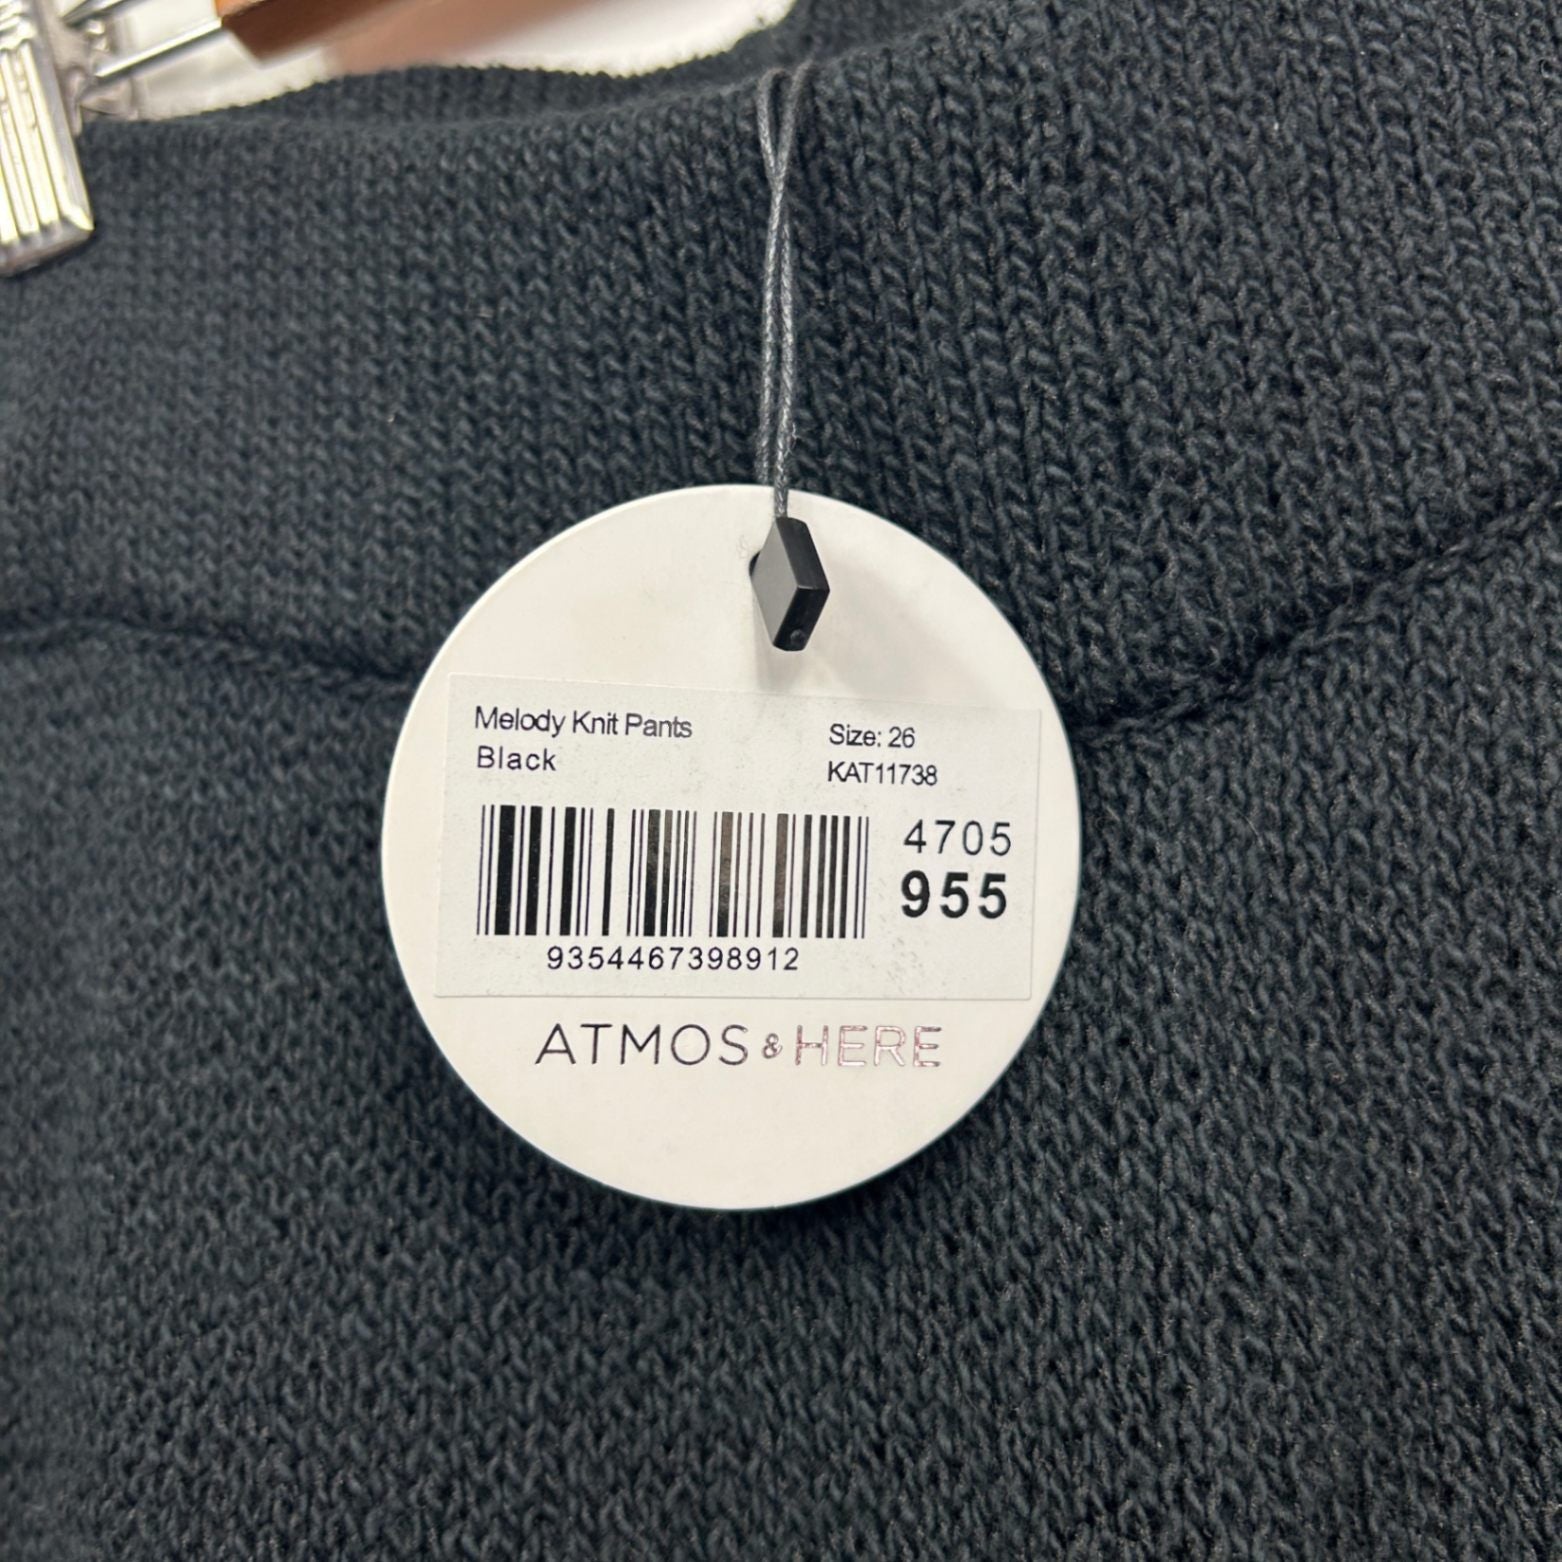 Melody Knit Pants
Black
Size: 26
KAT11738
4705
955
9354467398912
ATMOS & HERE